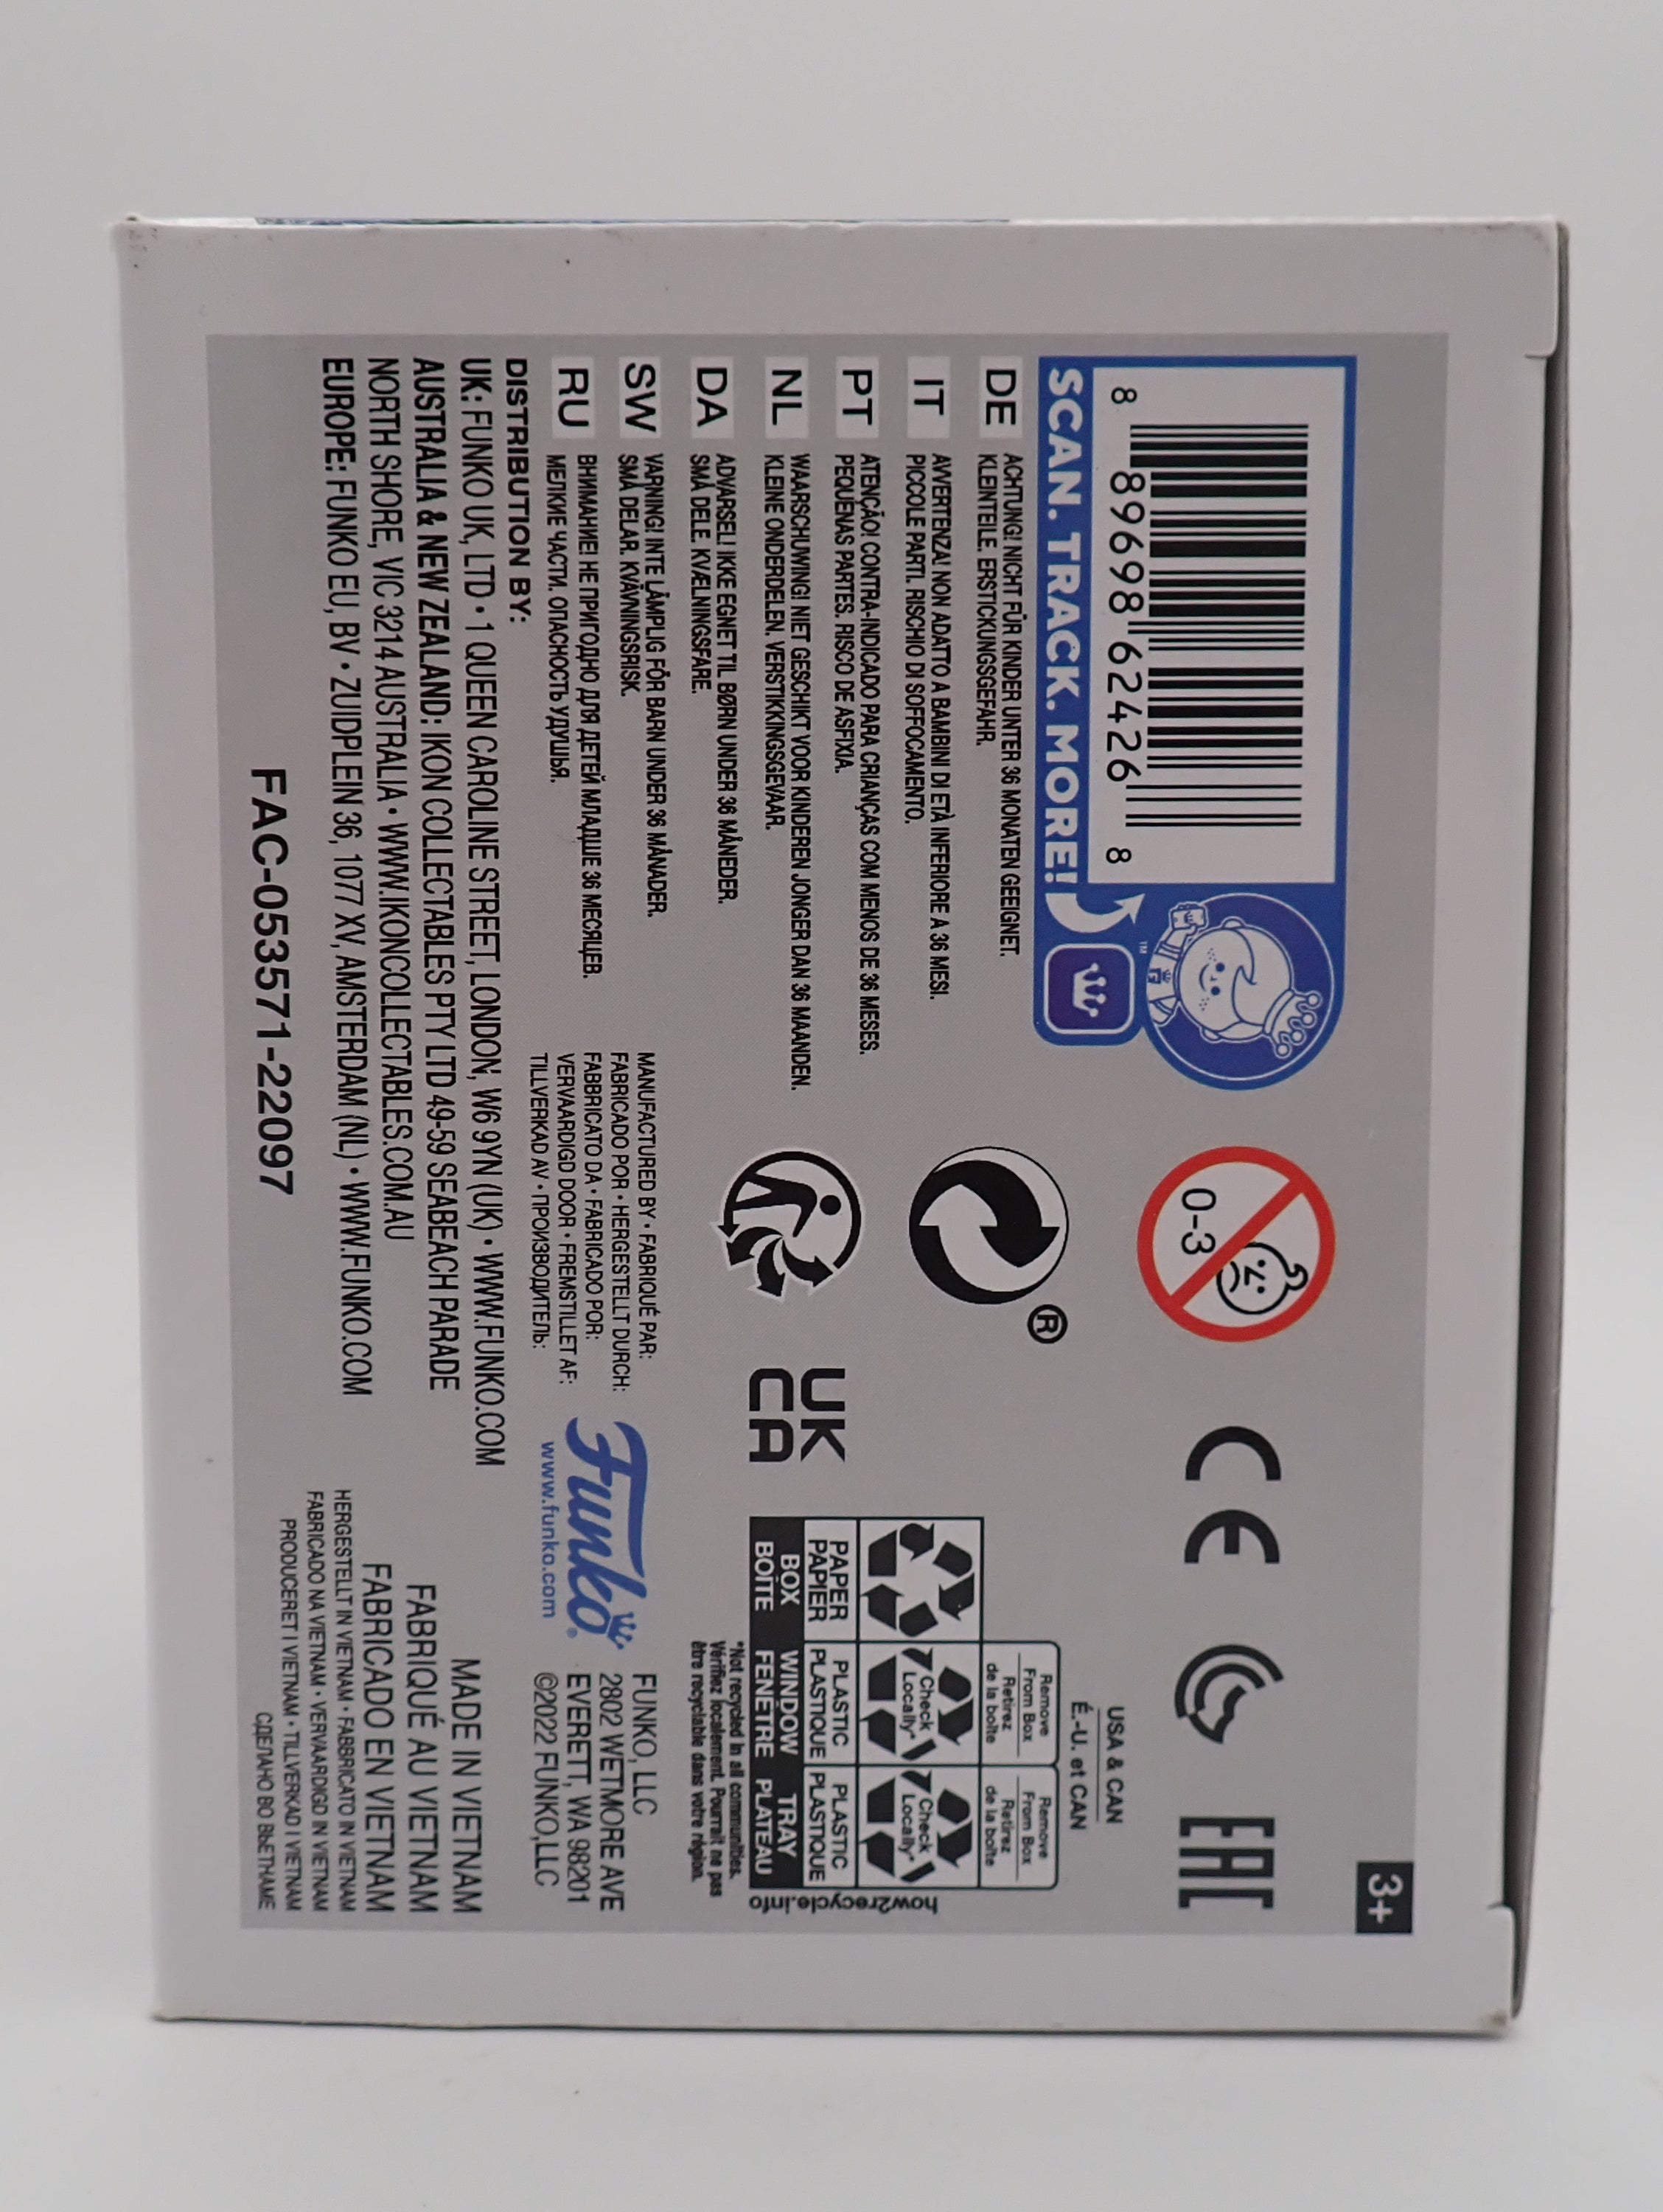 3+
8 89698 62426 8
SCAN. TRACK. MORE!
™
0-3
CE
EAC
DE
ACHTUNG! NICHT FÜR KINDER UNTER 36 MONATEN GEEIGNET.
KLEINTEILE. ERSTICKUNGSGEFAHR.
IT
AVVERTENZA! NON ADATTO A BAMBINI DI ETÀ INFERIORE A 36 MESI.
PICCOLE PARTI. RISCHIO DI SOFFOCAMENTO.
PT
ATENÇÃO! CONTRA-INDICADO PARA CRIANÇAS COM MENOS DE 36 MESES.
PEQUENAS PARTES. RISCO DE ASFIXIA.
NL
WAARSCHUWING! NIET GESCHIKT VOOR KINDEREN JONGER DAN 36 MAANDEN.
KLEINE ONDERDELEN. VERSTIKKINGSGEVAAR.
DA
ADVARSEL! IKKE EGNET TIL BØRN UNDER 36 MÅNEDER.
SMÅ DELE. KVÆLNINGSFARE.
SW
VARNING! INTE LÄMPLIG FÖR BARN UNDER 36 MÅNADER.
SMÅ DELAR. KVÄVNINGSRISK.
RU
ВНИМАНИЕ! НЕ ПРИГОДНО ДЛЯ ДЕТЕЙ МЛАДШЕ 36 МЕСЯЦЕВ.
МЕЛКИЕ ЧАСТИ. ОПАСНОСТЬ УДУШЬЯ.
®
UK
CA
USA & CAN
É.-U. et CAN
Remove
From Box
Retirez
de la boîte
Remove
From Box
Retirez
de la boîte
Check
Locally*
Check
Locally*
PAPER
PAPIER
PLASTIC
PLASTIQUE
PLASTIC
PLASTIQUE
BOX
BOÎTE
WINDOW
FENÊTRE
TRAY
PLATEAU
how2recycle.info
*Not recycled in all communities.
Vérifiez localement. Pourrait ne pas
être recyclable dans votre région.
MANUFACTURED BY • FABRIQUÉ PAR:
FABRICADO POR • HERGESTELLT DURCH:
FABBRICATO DA • FABRICADO POR:
VERVAARDIGD DOOR • FREMSTILLET AF:
TILLVERKAD AV • ПРОИЗВОДИТЕЛЬ:
Funko®
www.funko.com
FUNKO, LLC
2802 WETMORE AVE
EVERETT, WA 98201
©2022 FUNKO,LLC
DISTRIBUTION BY:
UK: FUNKO UK, LTD • 1 QUEEN CAROLINE STREET, LONDON, W6 9YN (UK) • WWW.FUNKO.COM
AUSTRALIA & NEW ZEALAND: IKON COLLECTABLES PTY LTD 49-59 SEABEACH PARADE
NORTH SHORE, VIC 3214 AUSTRALIA • WWW.IKONCOLLECTABLES.COM.AU
EUROPE: FUNKO EU, BV • ZUIDPLEIN 36, 1077 XV, AMSTERDAM (NL) • WWW.FUNKO.COM
MADE IN VIETNAM
FABRIQUÉ AU VIETNAM
FABRICADO EN VIETNAM
HERGESTELLT IN VIETNAM • FABBRICATO IN VIETNAM
FABRICADO NA VIETNAM • VERVAARDIGD IN VIETNAM
PRODUCERET I VIETNAM • TILLVERKAD I VIETNAM
СДЕЛАНО ВО ВЬЕТНАМЕ
FAC-053571-22097